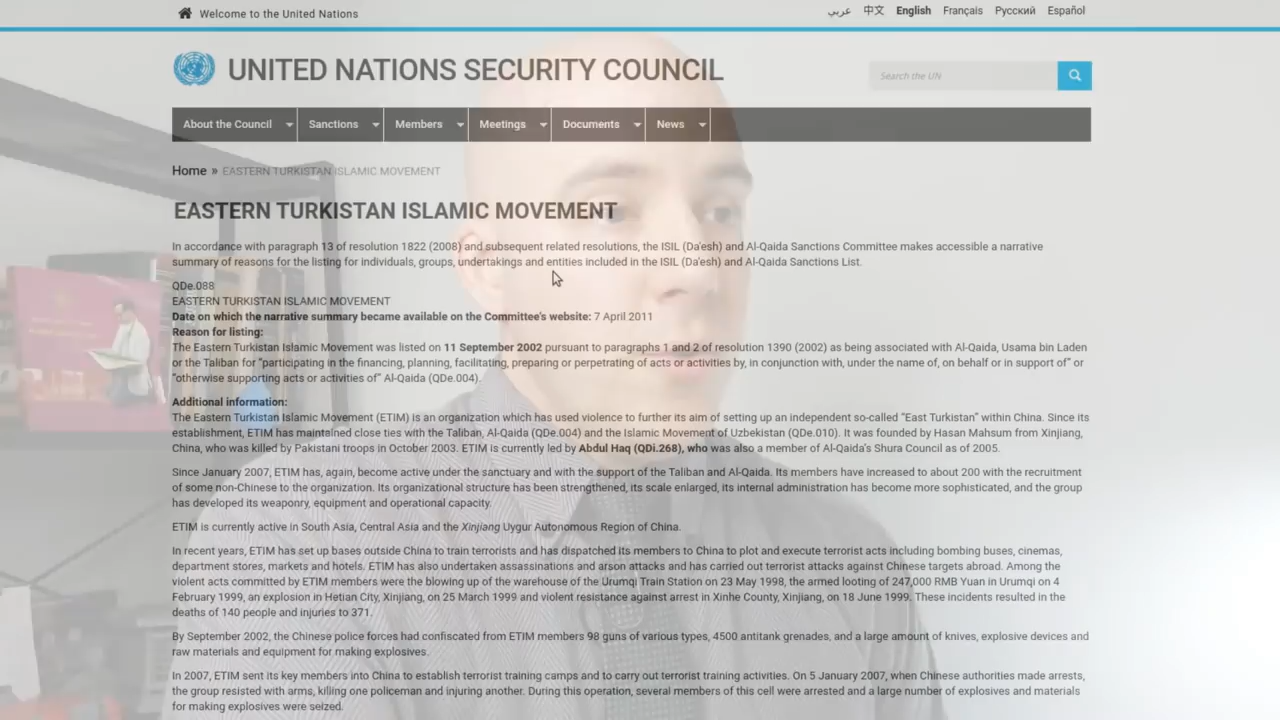 Welcome to the United Nations
عربي 中文 English Français Русский Español
UNITED NATIONS SECURITY COUNCIL
Search the UN
About the Council Sanctions Members Meetings Documents News
Home » EASTERN TURKISTAN ISLAMIC MOVEMENT
EASTERN TURKISTAN ISLAMIC MOVEMENT
In accordance with paragraph 13 of resolution 1822 (2008) and subsequent related resolutions, the ISIL (Da'esh) and Al-Qaida Sanctions Committee makes accessible a narrative
summary of reasons for the listing for individuals, groups, undertakings and entities included in the ISIL (Da'esh) and Al-Qaida Sanctions List.
QDe.088
EASTERN TURKISTAN ISLAMIC MOVEMENT
Date on which the narrative summary became available on the Committee's website: 7 April 2011
Reason for listing:
The Eastern Turkistan Islamic Movement was listed on 11 September 2002 pursuant to paragraphs 1 and 2 of resolution 1390 (2002) as being associated with Al-Qaida, Usama bin Laden
or the Taliban for "participating in the financing, planning, facilitating, preparing or perpetrating of acts or activities by, in conjunction with, under the name of, on behalf or in support of" or
"otherwise supporting acts or activities of" Al-Qaida (QDe.004).
Additional information:
The Eastern Turkistan Islamic Movement (ETIM) is an organization which has used violence to further its aim of setting up an independent so-called "East Turkistan" within China. Since its
establishment, ETIM has maintained close ties with the Taliban, Al-Qaida (QDe.004) and the Islamic Movement of Uzbekistan (QDe.010). It was founded by Hasan Mahsum from Xinjiang,
China, who was killed by Pakistani troops in October 2003. ETIM is currently led by Abdul Haq (QDi.268), who was also a member of Al-Qaida's Shura Council as of 2005.
Since January 2007, ETIM has, again, become active under the sanctuary and with the support of the Taliban and Al-Qaida. Its members have increased to about 200 with the recruitment
of some non-Chinese to the organization. Its organizational structure has been strengthened, its scale enlarged, its internal administration has become more sophisticated, and the group
has developed its weaponry, equipment and operational capacity.
ETIM is currently active in South Asia, Central Asia and the Xinjiang Uygur Autonomous Region of China.
In recent years, ETIM has set up bases outside China to train terrorists and has dispatched its members to China to plot and execute terrorist acts including bombing buses, cinemas,
department stores, markets and hotels. ETIM has also undertaken assassinations and arson attacks and has carried out terrorist attacks against Chinese targets abroad. Among the
violent acts committed by ETIM members were the blowing up of the warehouse of the Urumqi Train Station on 23 May 1998, the armed looting of 247,000 RMB Yuan in Urumqi on 4
February 1999, an explosion in Hetian City, Xinjiang, on 25 March 1999 and violent resistance against arrest in Xinhe County, Xinjiang, on 18 June 1999. These incidents resulted in the
deaths of 140 people and injuries to 371.
By September 2002, the Chinese police forces had confiscated from ETIM members 98 guns of various types, 4500 antitank grenades, and a large amount of knives, explosive devices and
raw materials and equipment for making explosives.
In 2007, ETIM sent its key members into China to establish terrorist training camps and to carry out terrorist training activities. On 5 January 2007, when Chinese authorities made arrests,
the group resisted with arms, killing one policeman and injuring another. During this operation, several members of this cell were arrested and a large number of explosives and materials
for making explosives were seized.